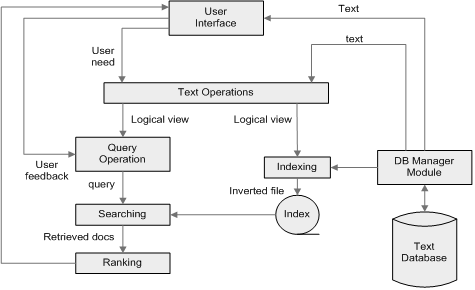 User
Interface
Text
User
need
text
Text Operations
Logical view
Logical view
Query
Operation
User
feedback
Indexing
DB Manager
Module
query
Inverted file
Searching
Index
Retrieved docs
Text
Database
Ranking